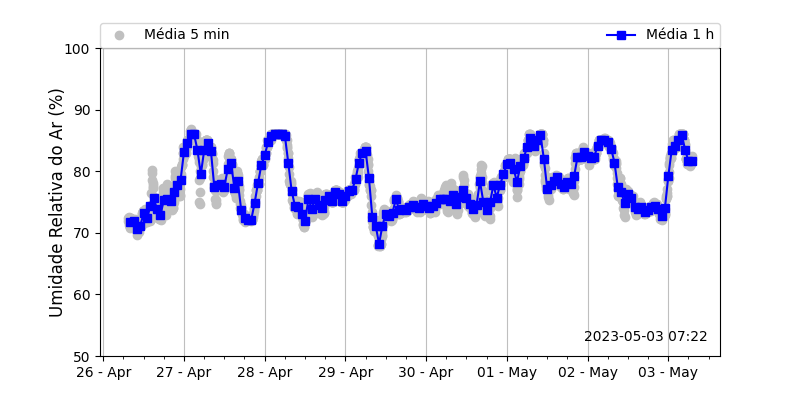 Média 5 min
Média 1 h
Umidade Relativa do Ar (%)
100
90
80
70
60
50
2023-05-03 07:22
26 - Apr
27 - Apr
28 - Apr
29 - Apr
30 - Apr
01 - May
02 - May
03 - May